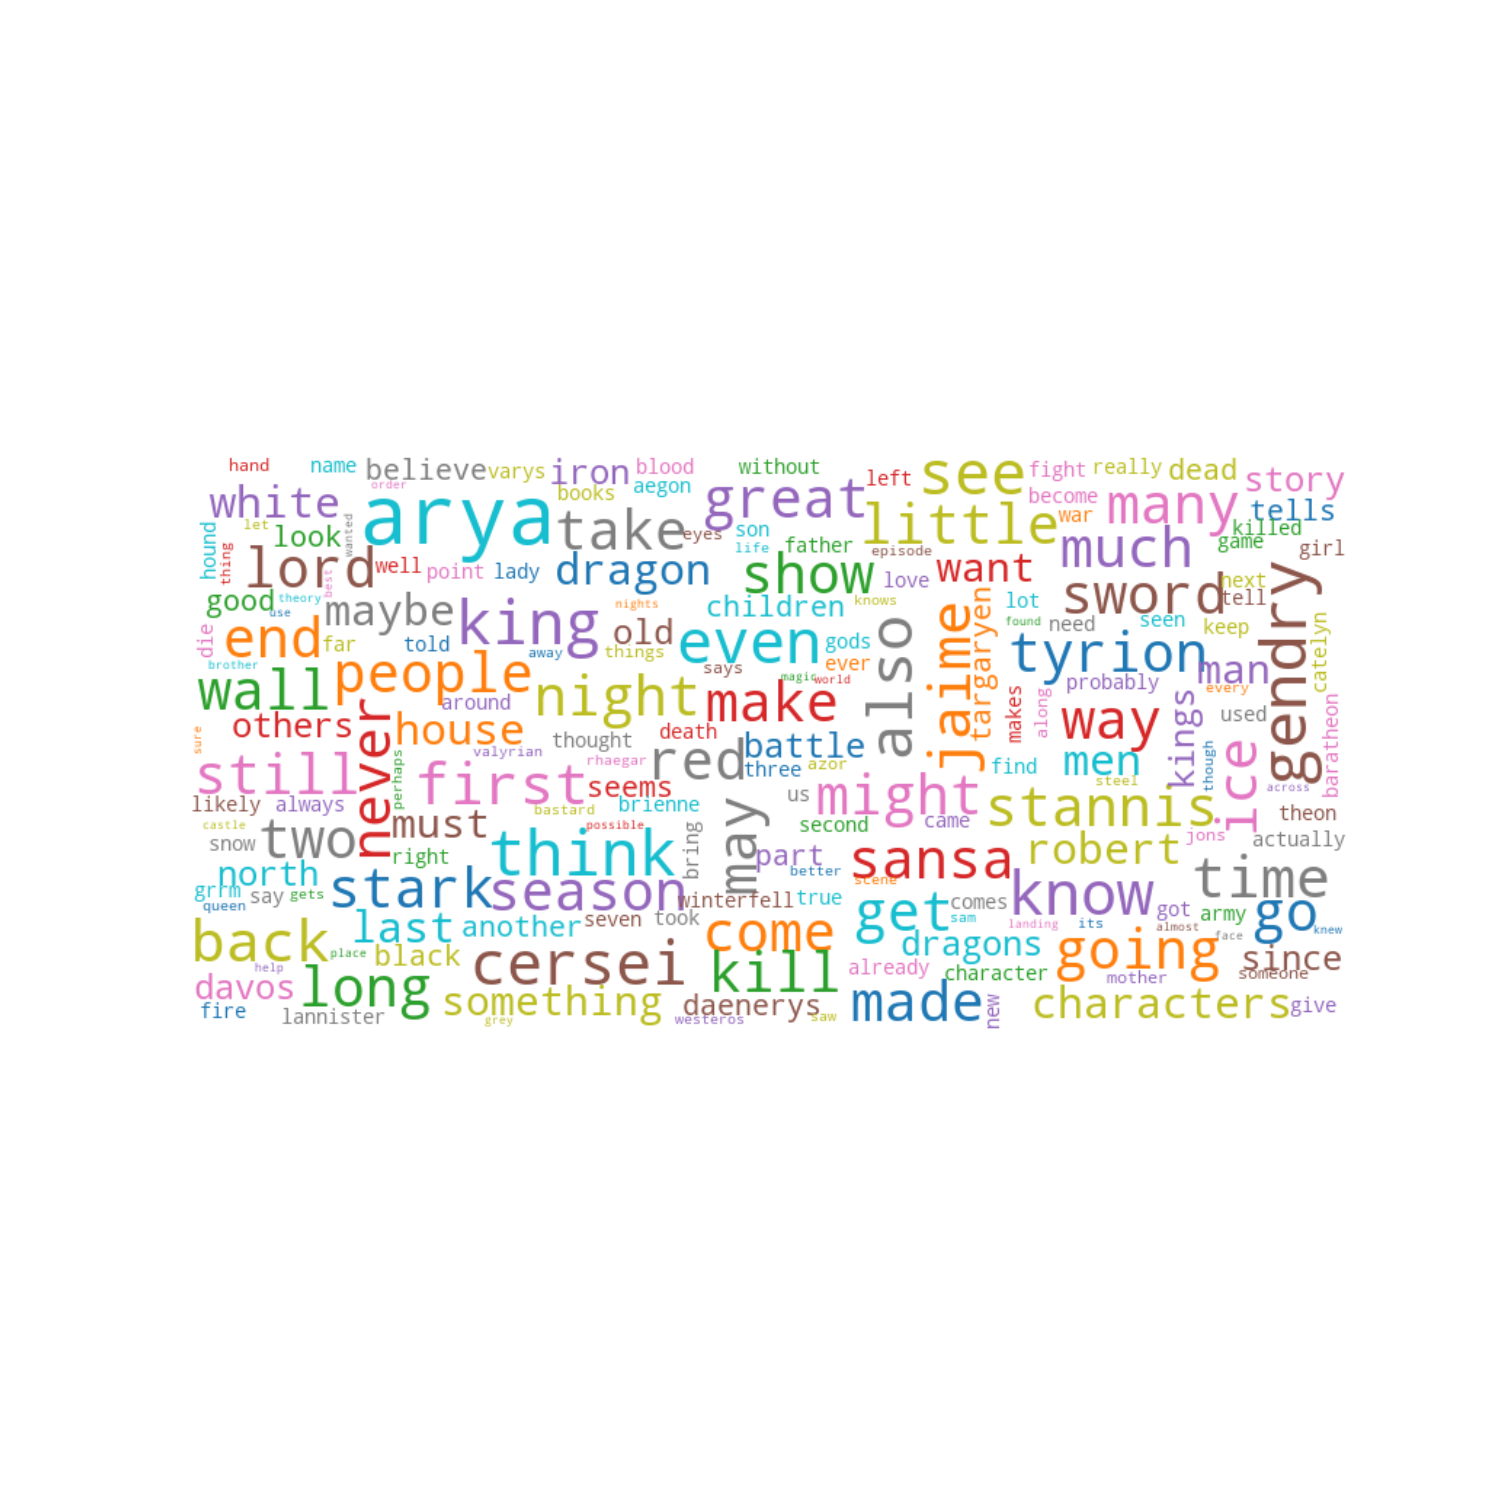 hand name believe varys iron blood without left see fight really dead story
white order arya books aegon great little become many tells
let look wanted take eyes son life father episode war much killed game girl
hound thing lord well point lady dragon show love want sword next tell
good theory use best maybe king nights children knows lot found need seen keep
die end far told away old things even gods ever also jaime targaryen tyrion man gendry catelyn
brother people says magic world probably every
wall around night make makes along way kings used baratheon
sure others never house thought death red battle men though
still perhaps first valyrian rhaegar seems three azor find steel across ice
likely always bastard brienne us might stannis theon
castle snow two must possible second came jons actually
right think bring may part sansa robert
north stark season better scene know time
grrm queen say gets winterfell true get comes got army go
back last another seven took come sam landing its almost face knew
place black cersei dragons going since
help davos long kill already character mother someone
fire lannister something grey daenerys westeros saw made new characters give